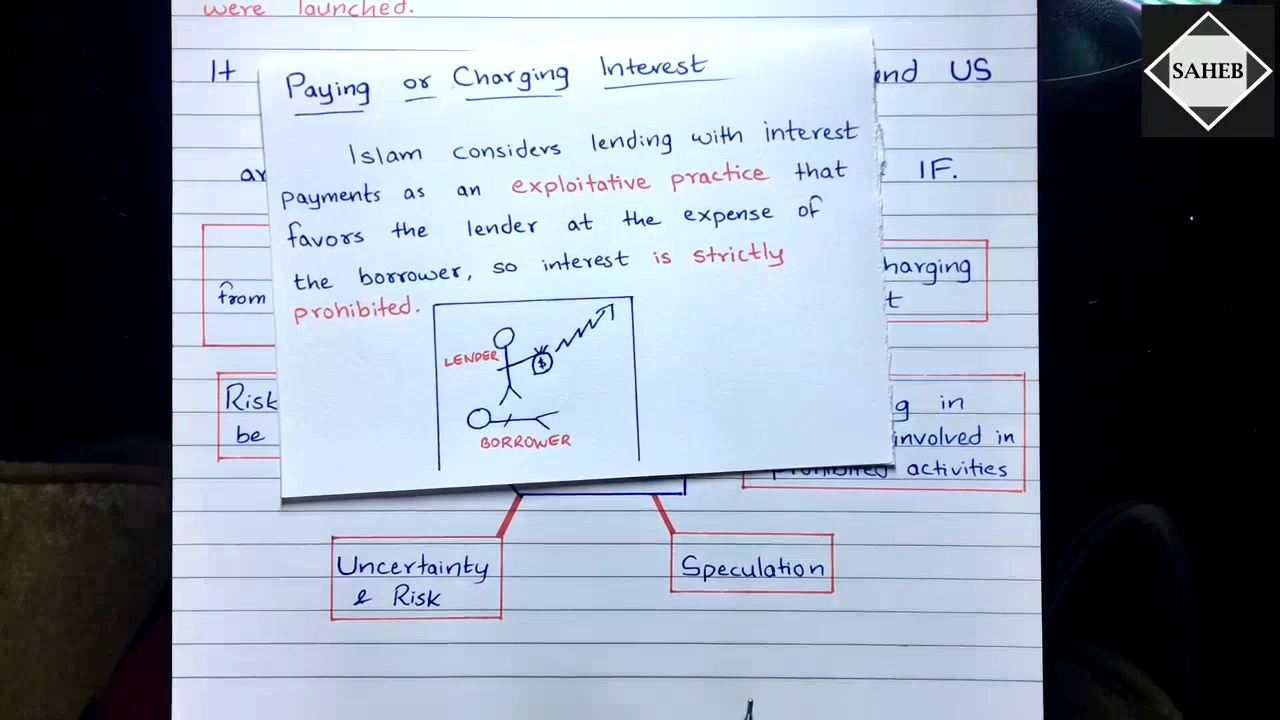 were launched.
SAHEB
It
and US
Paying or Charging Interest
Islam considers lending with interest
payments as an exploitative practice that
favors the lender at the expense of
the borrower, so interest is strictly
prohibited.
IF.
from
harging
t
LENDER
$
BORROWER
Risk
be
g in
involved in
prohibited activities
Uncertainty
& Risk
Speculation